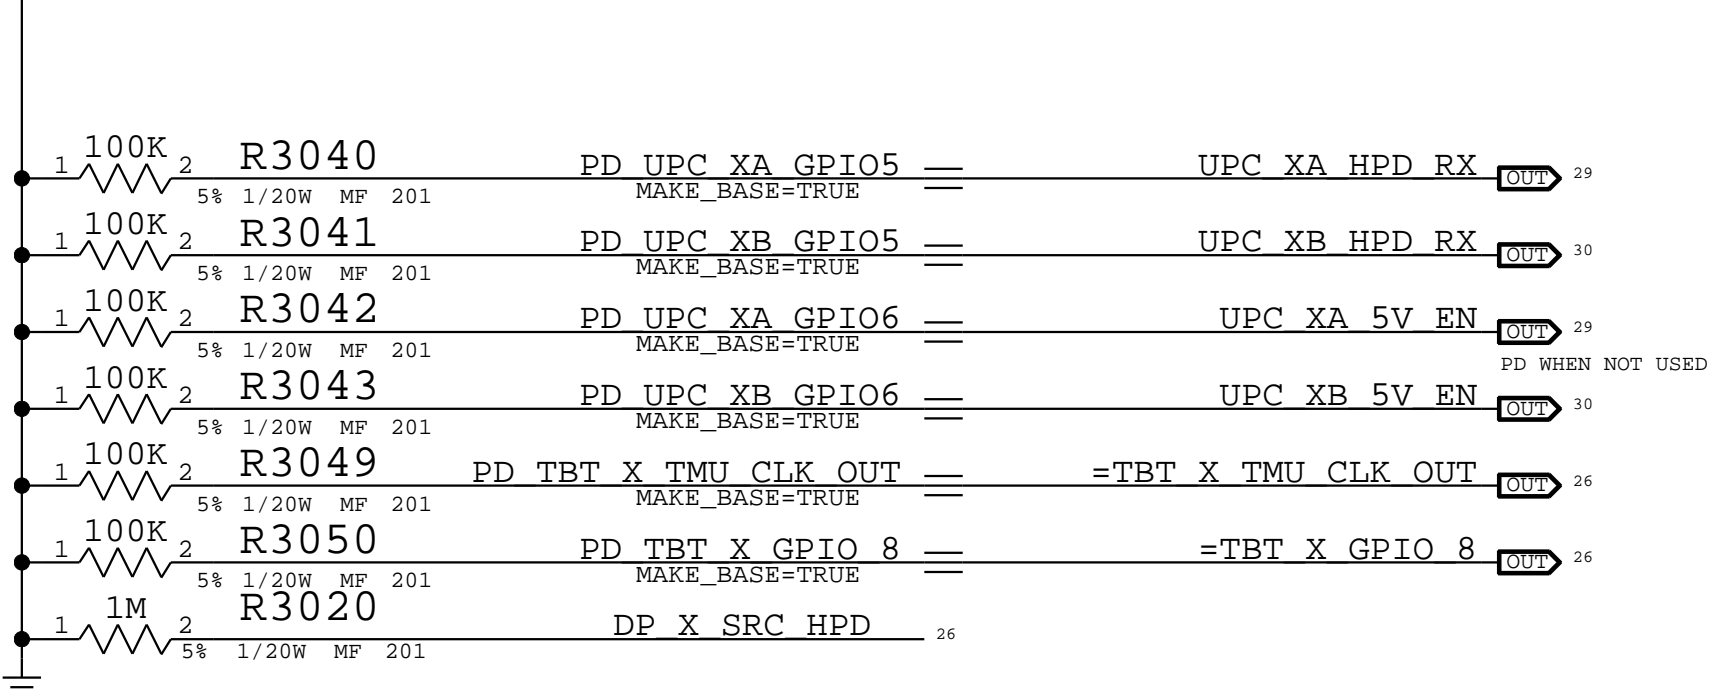 100K R3040 PD_UPC_XA_GPIO5 UPC_XA_HPD_RX
1 2 OUT 29
5% 1/20W MF 201 MAKE_BASE=TRUE
100K R3041 PD_UPC_XB_GPIO5 UPC_XB_HPD_RX
1 2 OUT 30
5% 1/20W MF 201 MAKE_BASE=TRUE
100K R3042 PD_UPC_XA_GPIO6 UPC_XA_5V_EN
1 2 OUT 29
5% 1/20W MF 201 MAKE_BASE=TRUE
PD WHEN NOT USED
100K R3043 PD_UPC_XB_GPIO6 UPC_XB_5V_EN
1 2 OUT 30
5% 1/20W MF 201 MAKE_BASE=TRUE
100K R3049 PD_TBT_X_TMU_CLK_OUT =TBT_X_TMU_CLK_OUT
1 2 OUT 26
5% 1/20W MF 201 MAKE_BASE=TRUE
100K R3050 PD_TBT_X_GPIO_8 =TBT_X_GPIO_8
1 2 OUT 26
5% 1/20W MF 201 MAKE_BASE=TRUE
1M R3020
1 2 DP_X_SRC_HPD 26
5% 1/20W MF 201